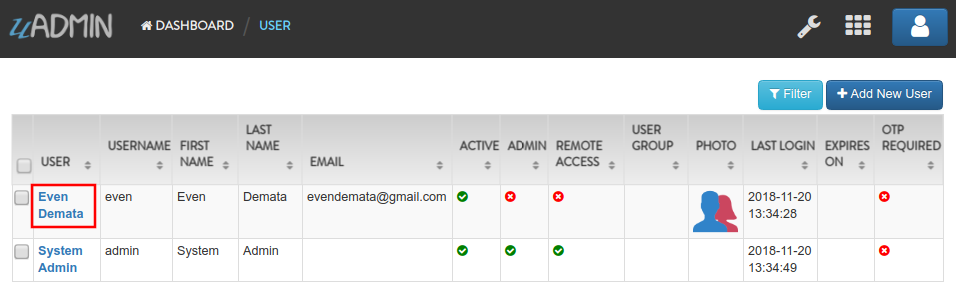 uADMIN DASHBOARD / USER
Filter + Add New User
USER USERNAME FIRST NAME LAST NAME EMAIL ACTIVE ADMIN REMOTE ACCESS USER GROUP PHOTO LAST LOGIN EXPIRES ON OTP REQUIRED
Even Demata even Even Demata evendemata@gmail.com 2018-11-20 13:34:28
System Admin admin System Admin 2018-11-20 13:34:49